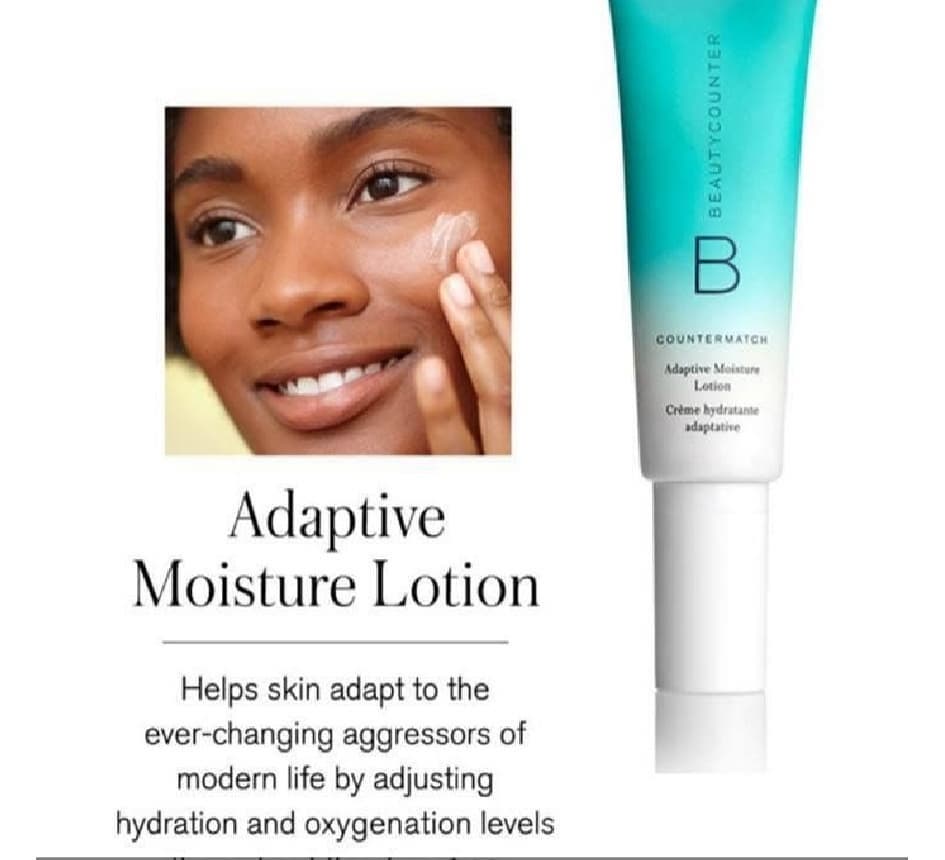 Adaptive
Moisture Lotion
Helps skin adapt to the
ever-changing aggressors of
modern life by adjusting
hydration and oxygenation levels
BEAUTYCOUNTER
B
COUNTERMATCH
Adaptive Moisture
Lotion
Crème hydratante
adaptative